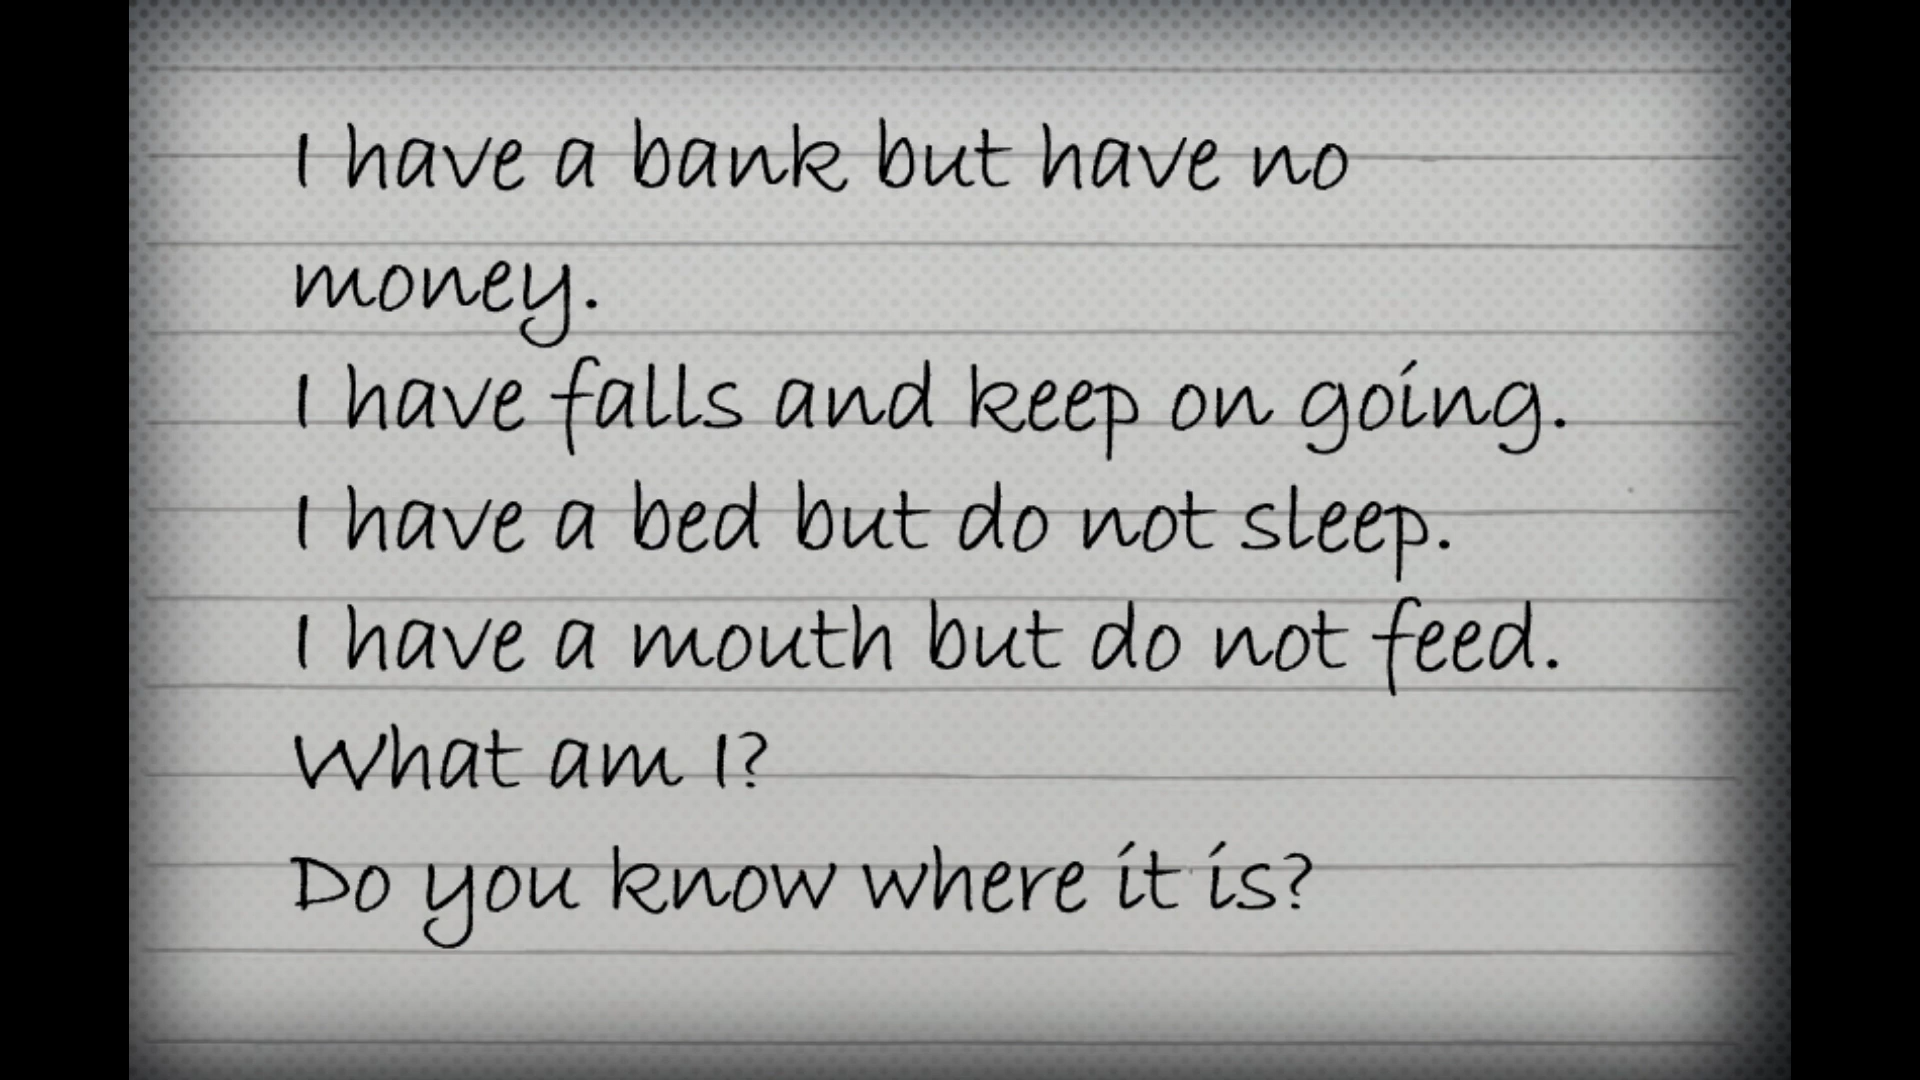 I have a bank but have no
money.
I have falls and keep on going.
I have a bed but do not sleep.
I have a mouth but do not feed.
What am I?
Do you know where it is?